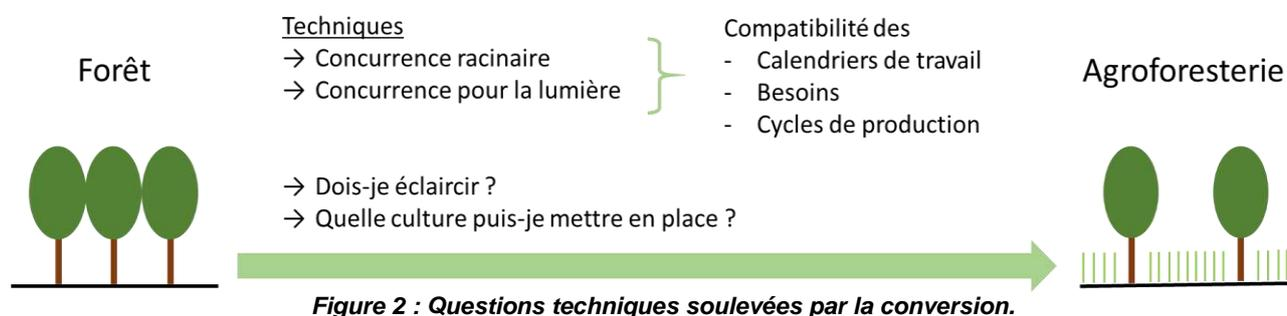 Forêt
Techniques
→ Concurrence racinaire
→ Concurrence pour la lumière
Compatibilité des
- Calendriers de travail
- Besoins
- Cycles de production
Agroforesterie
→ Dois-je éclaircir ?
→ Quelle culture puis-je mettre en place ?
Figure 2 : Questions techniques soulevées par la conversion.